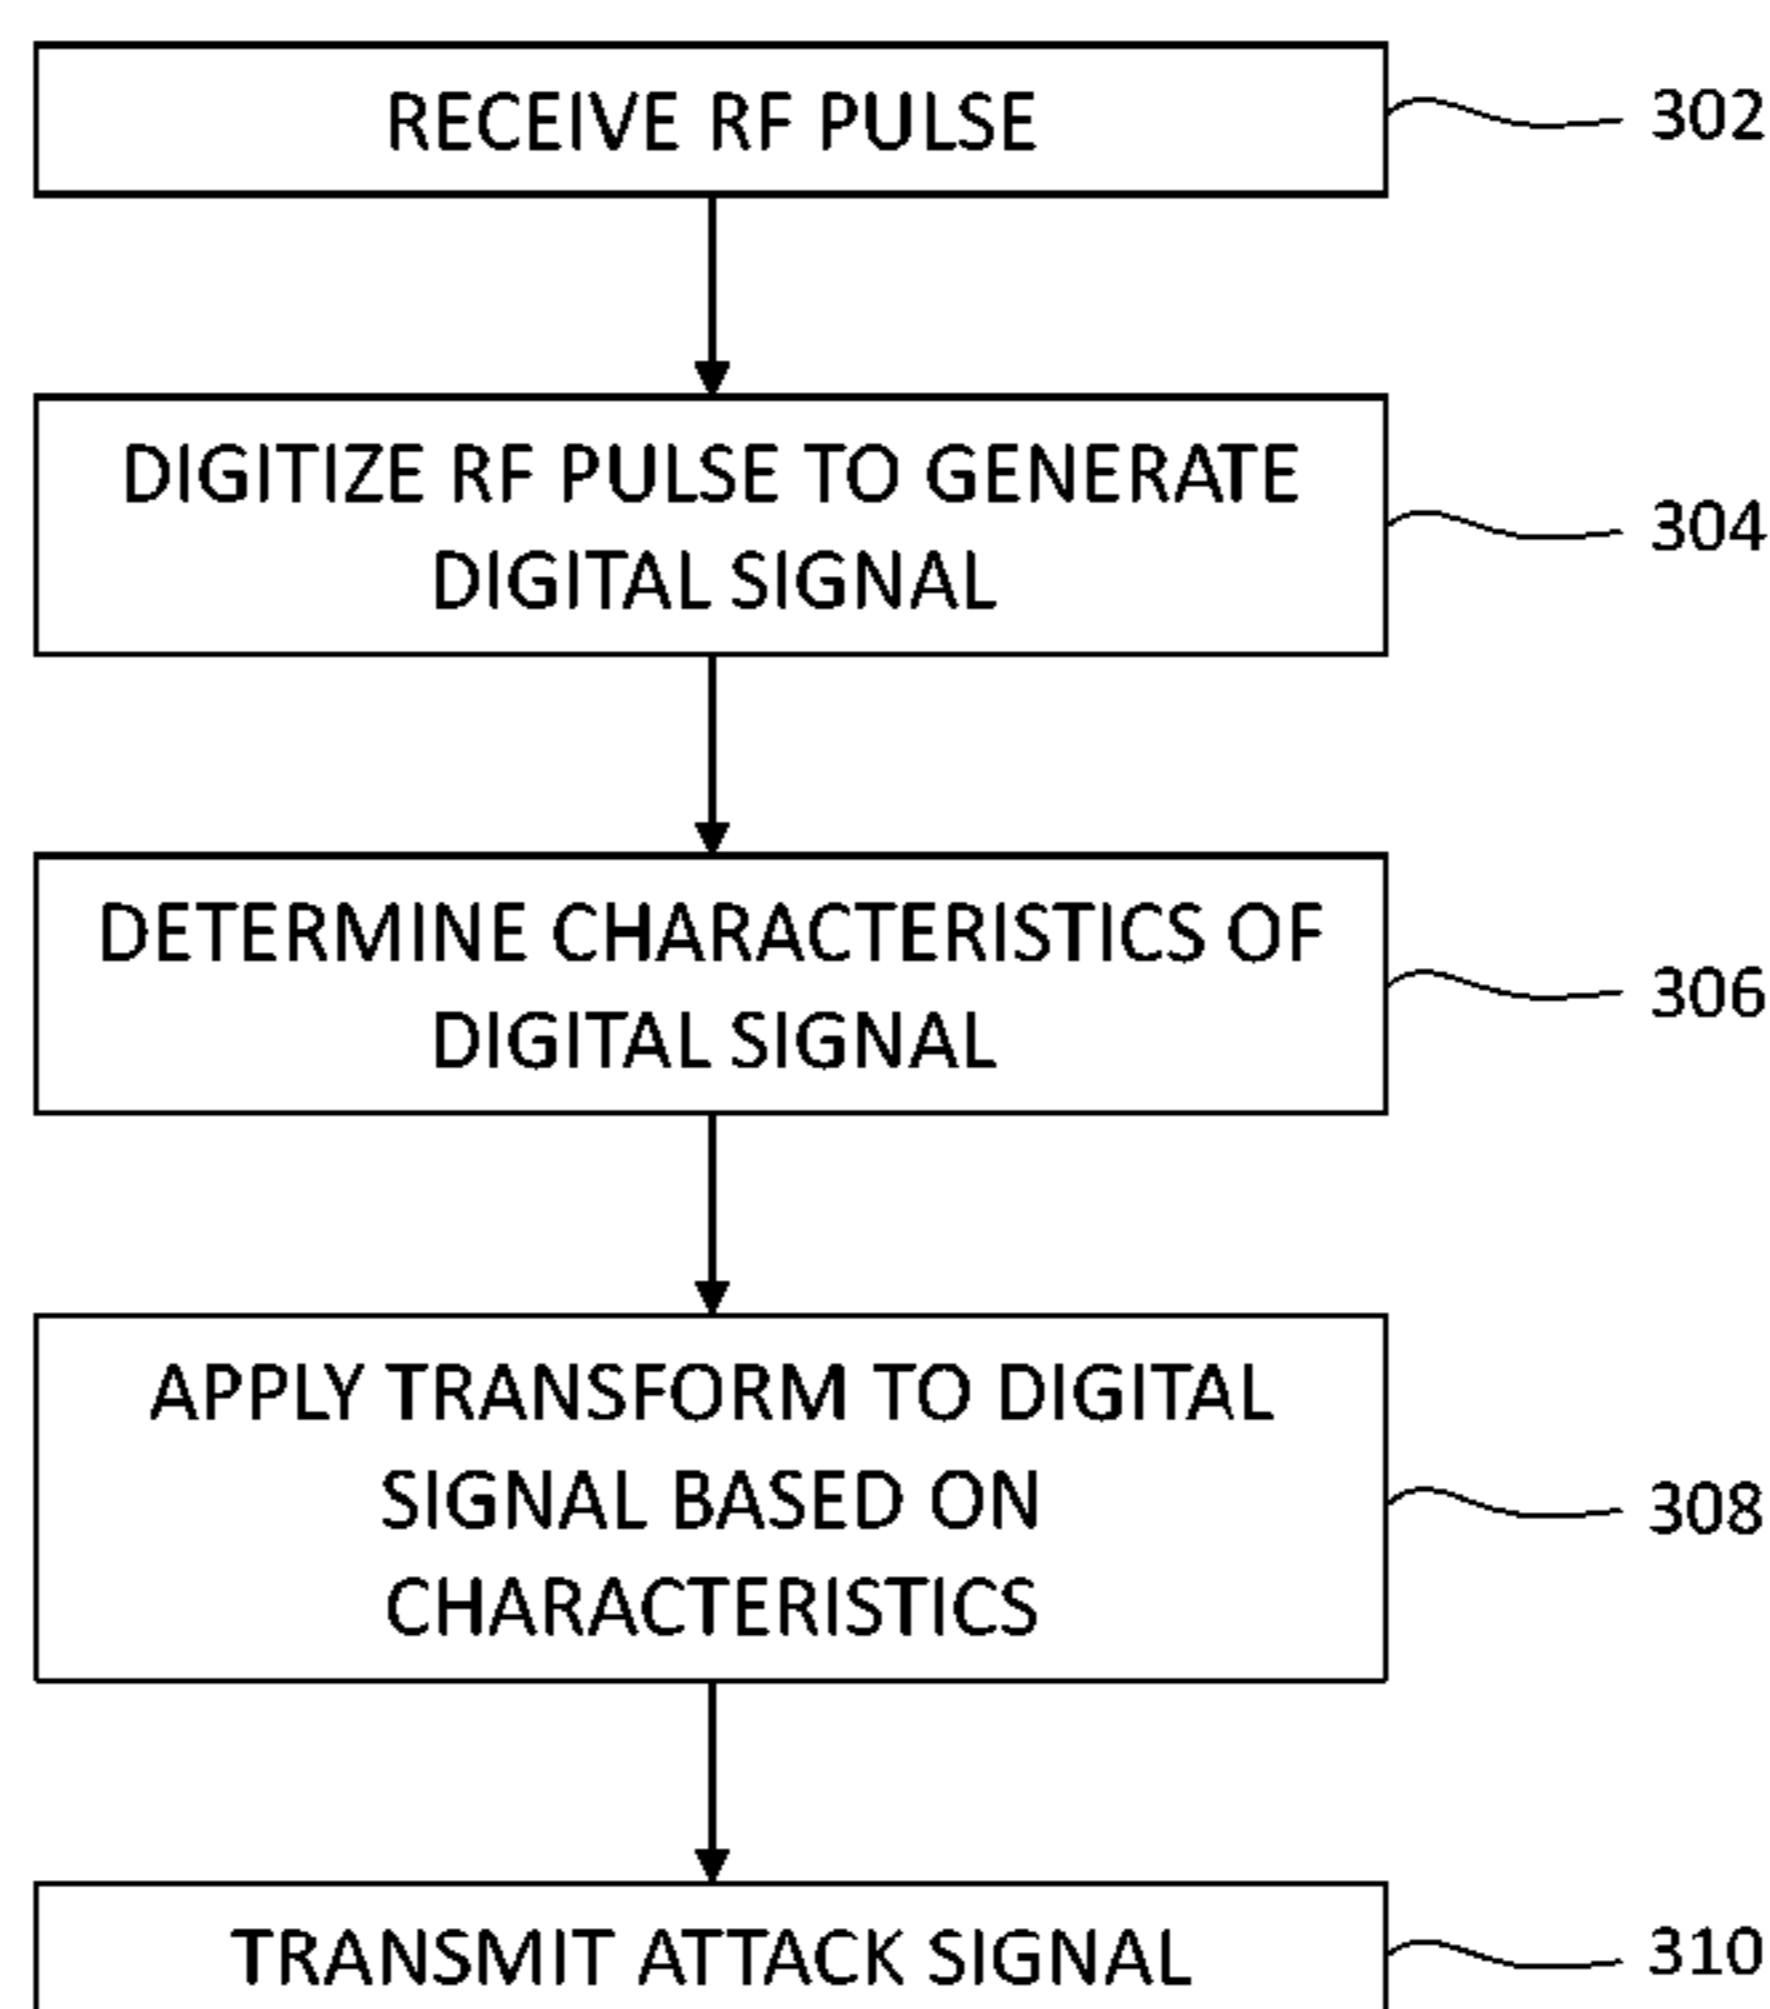 RECEIVE RF PULSE
302
DIGITIZE RF PULSE TO GENERATE
DIGITAL SIGNAL
304
DETERMINE CHARACTERISTICS OF
DIGITAL SIGNAL
306
APPLY TRANSFORM TO DIGITAL
SIGNAL BASED ON
CHARACTERISTICS
308
TRANSMIT ATTACK SIGNAL
310